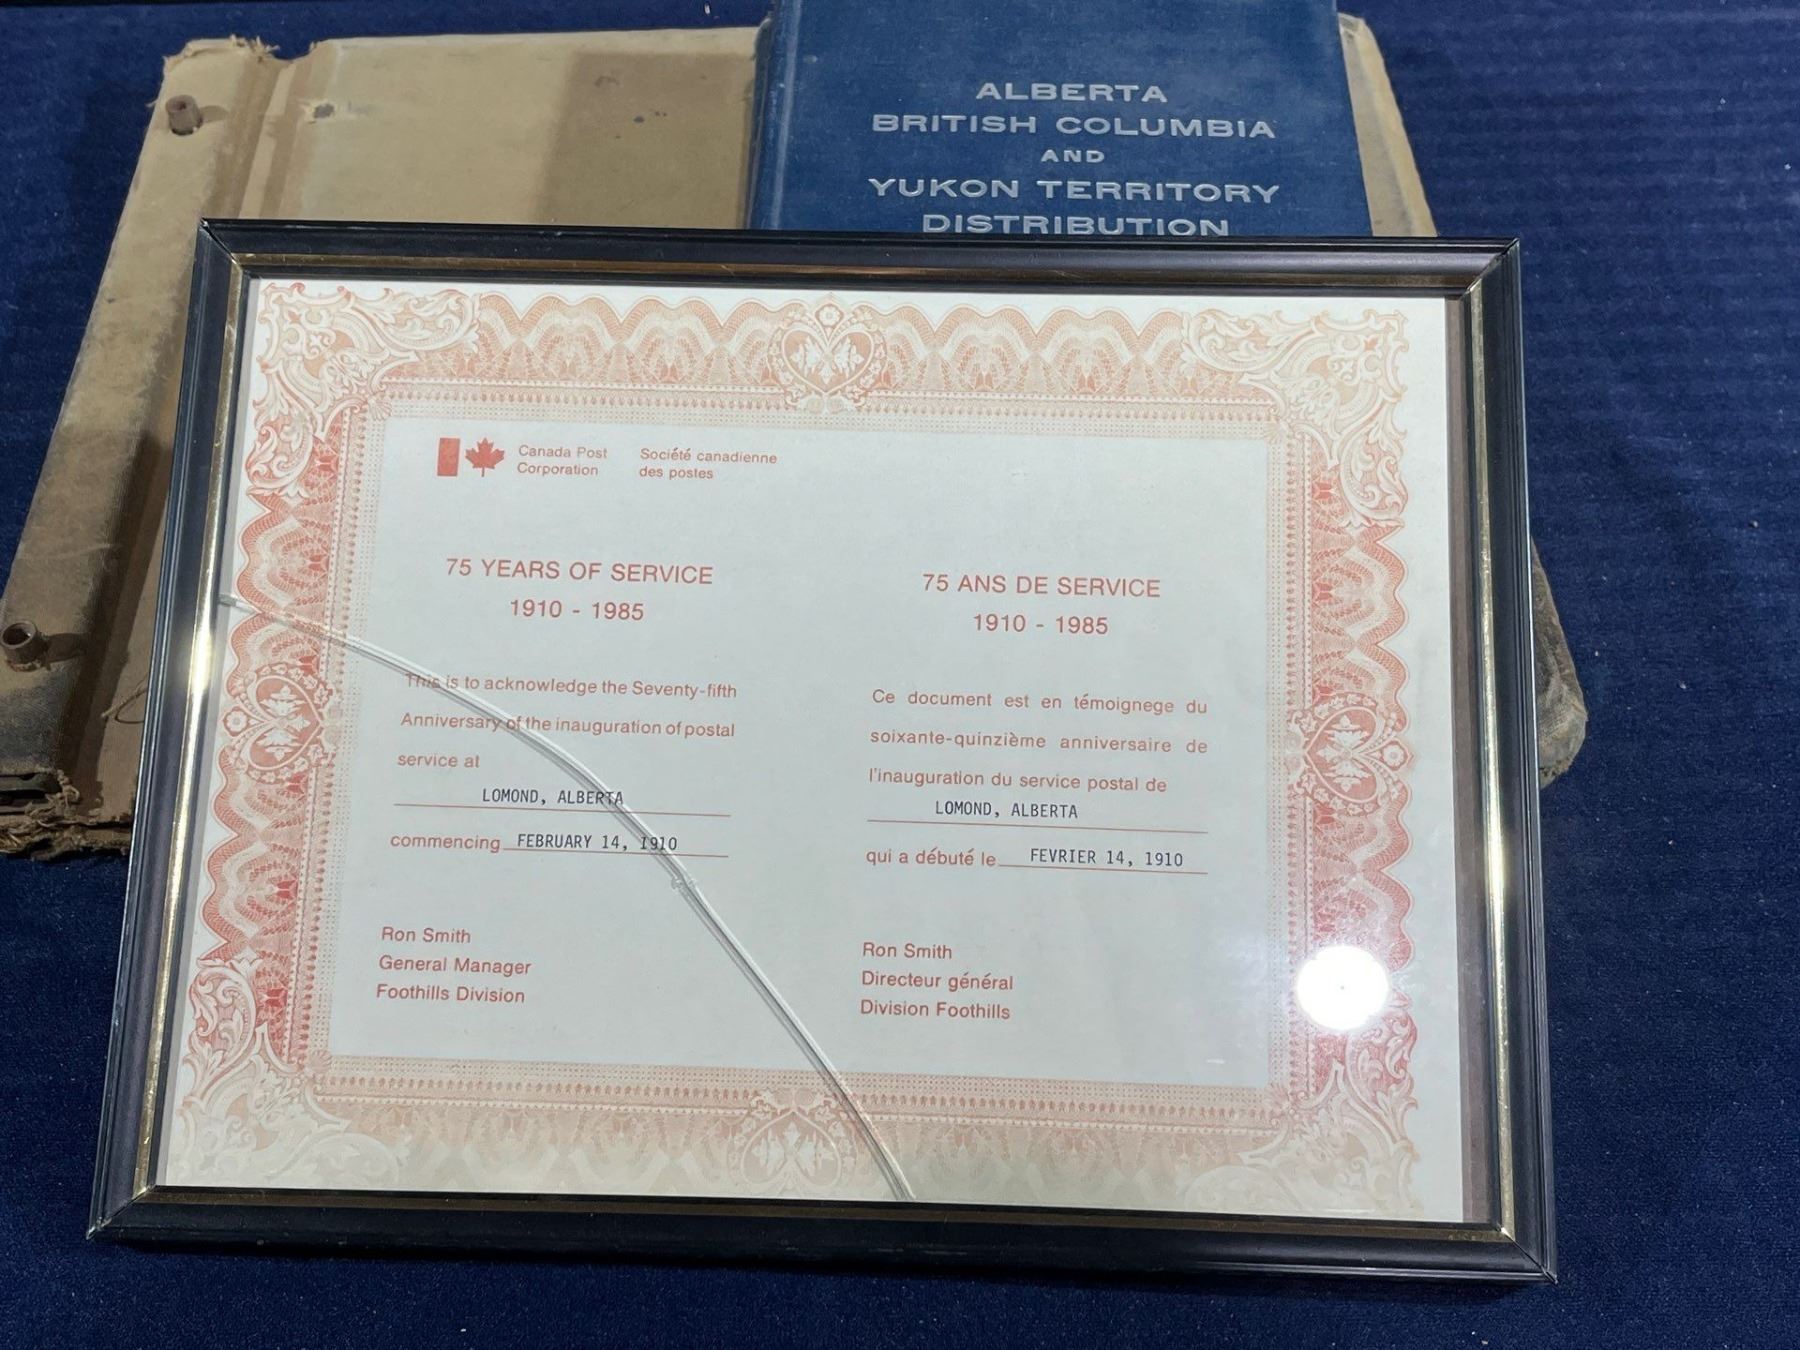 ALBERTA
BRITISH COLUMBIA
AND
YUKON TERRITORY
DISTRIBUTION
Canada Post
Corporation
Société canadienne
des postes
75 YEARS OF SERVICE
1910 - 1985
This is to acknowledge the Seventy-fifth
Anniversary of the inauguration of postal
service at
LOMOND, ALBERTA
commencing FEBRUARY 14, 1910
Ron Smith
General Manager
Foothills Division
75 ANS DE SERVICE
1910 - 1985
Ce document est en témoignege du
soixante-quinzième anniversaire de
l'inauguration du service postal de
LOMOND, ALBERTA
qui a débuté le FEVRIER 14, 1910
Ron Smith
Directeur général
Division Foothills